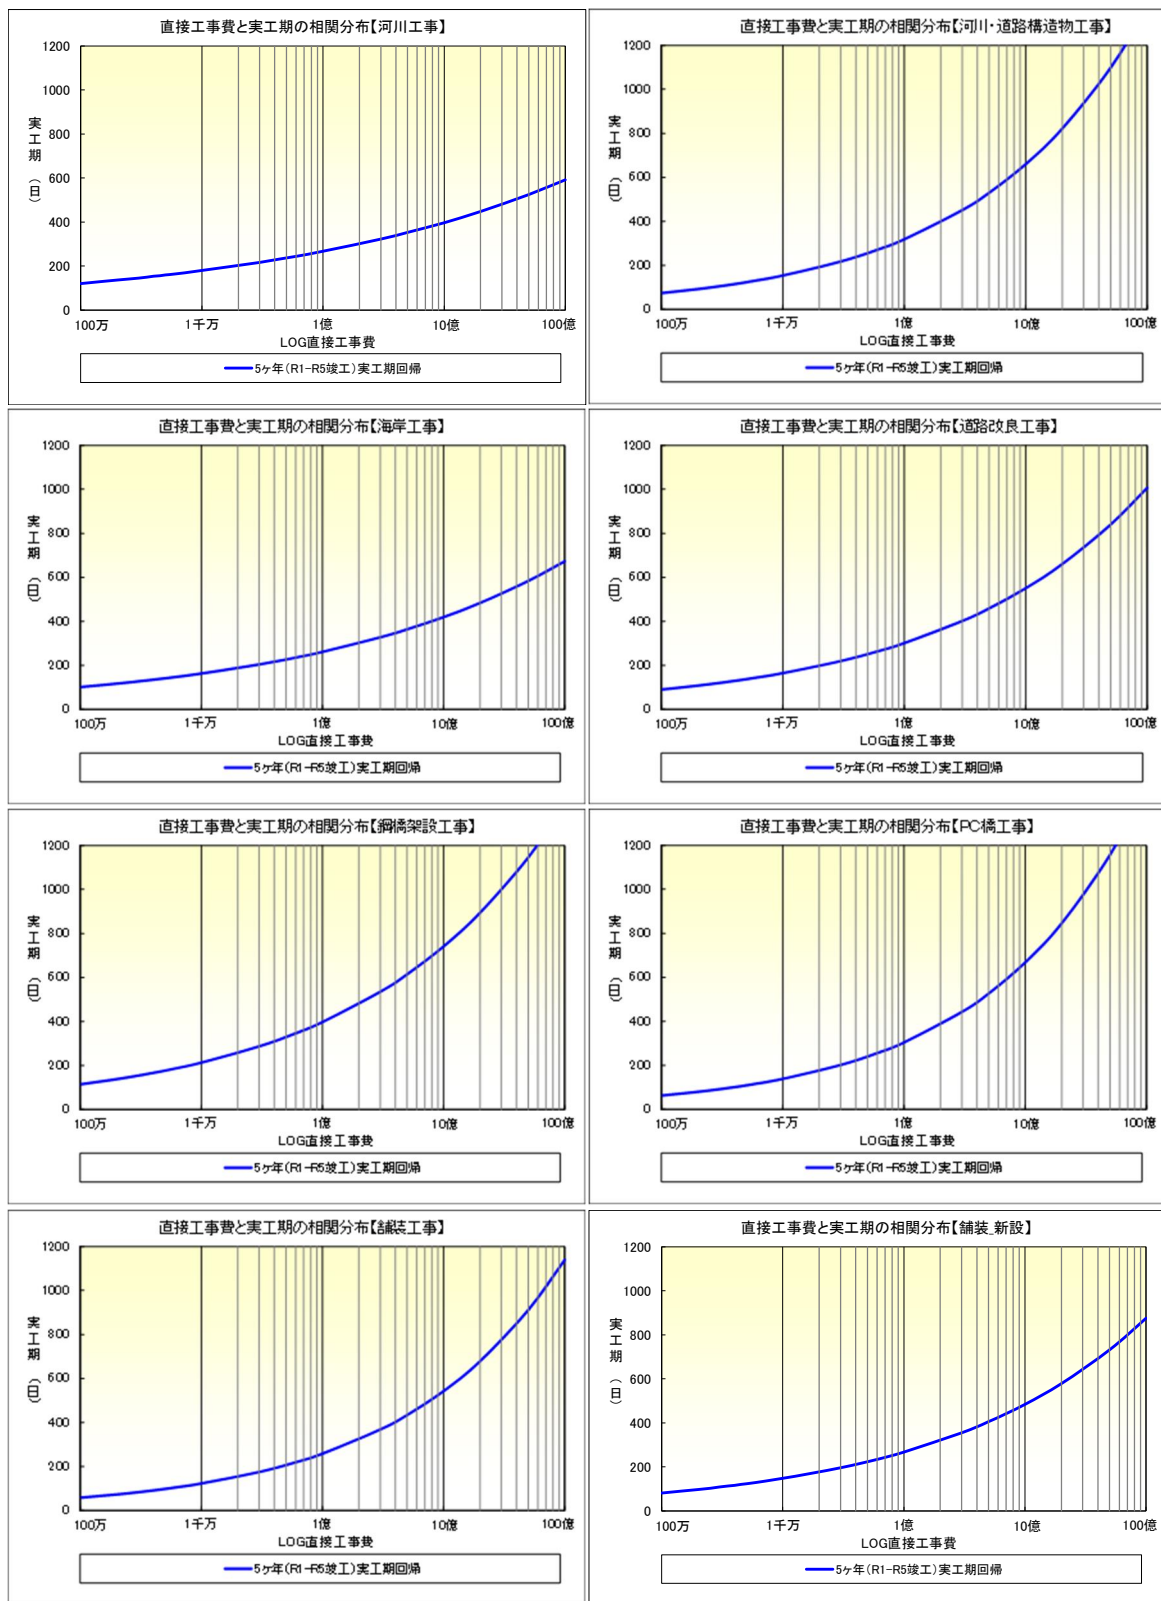 直接工事費と実工期の相関分布【河川工事】
1200
1000
800
600
400
200
0
実工期（日）
100万 1千万 1億 10億 100億
LOG直接工事費
5ヶ年(R1-R5竣工)実工期回帰
直接工事費と実工期の相関分布【河川・道路構造物工事】
1200
1000
800
600
400
200
0
実工期（日）
100万 1千万 1億 10億 100億
LOG直接工事費
5ヶ年(R1-R5竣工)実工期回帰
直接工事費と実工期の相関分布【海岸工事】
1200
1000
800
600
400
200
0
実工期（日）
100万 1千万 1億 10億 100億
LOG直接工事費
5ヶ年(R1-R5竣工)実工期回帰
直接工事費と実工期の相関分布【道路改良工事】
1200
1000
800
600
400
200
0
実工期（日）
100万 1千万 1億 10億 100億
LOG直接工事費
5ヶ年(R1-R5竣工)実工期回帰
直接工事費と実工期の相関分布【鋼橋架設工事】
1200
1000
800
600
400
200
0
実工期（日）
100万 1千万 1億 10億 100億
LOG直接工事費
5ヶ年(R1-R5竣工)実工期回帰
直接工事費と実工期の相関分布【PC橋工事】
1200
1000
800
600
400
200
0
実工期（日）
100万 1千万 1億 10億 100億
LOG直接工事費
5ヶ年(R1-R5竣工)実工期回帰
直接工事費と実工期の相関分布【舗装工事】
1200
1000
800
600
400
200
0
実工期（日）
100万 1千万 1億 10億 100億
LOG直接工事費
5ヶ年(R1-R5竣工)実工期回帰
直接工事費と実工期の相関分布【舗装_新設】
1200
1000
800
600
400
200
0
実工期（日）
100万 1千万 1億 10億 100億
LOG直接工事費
5ヶ年(R1-R5竣工)実工期回帰